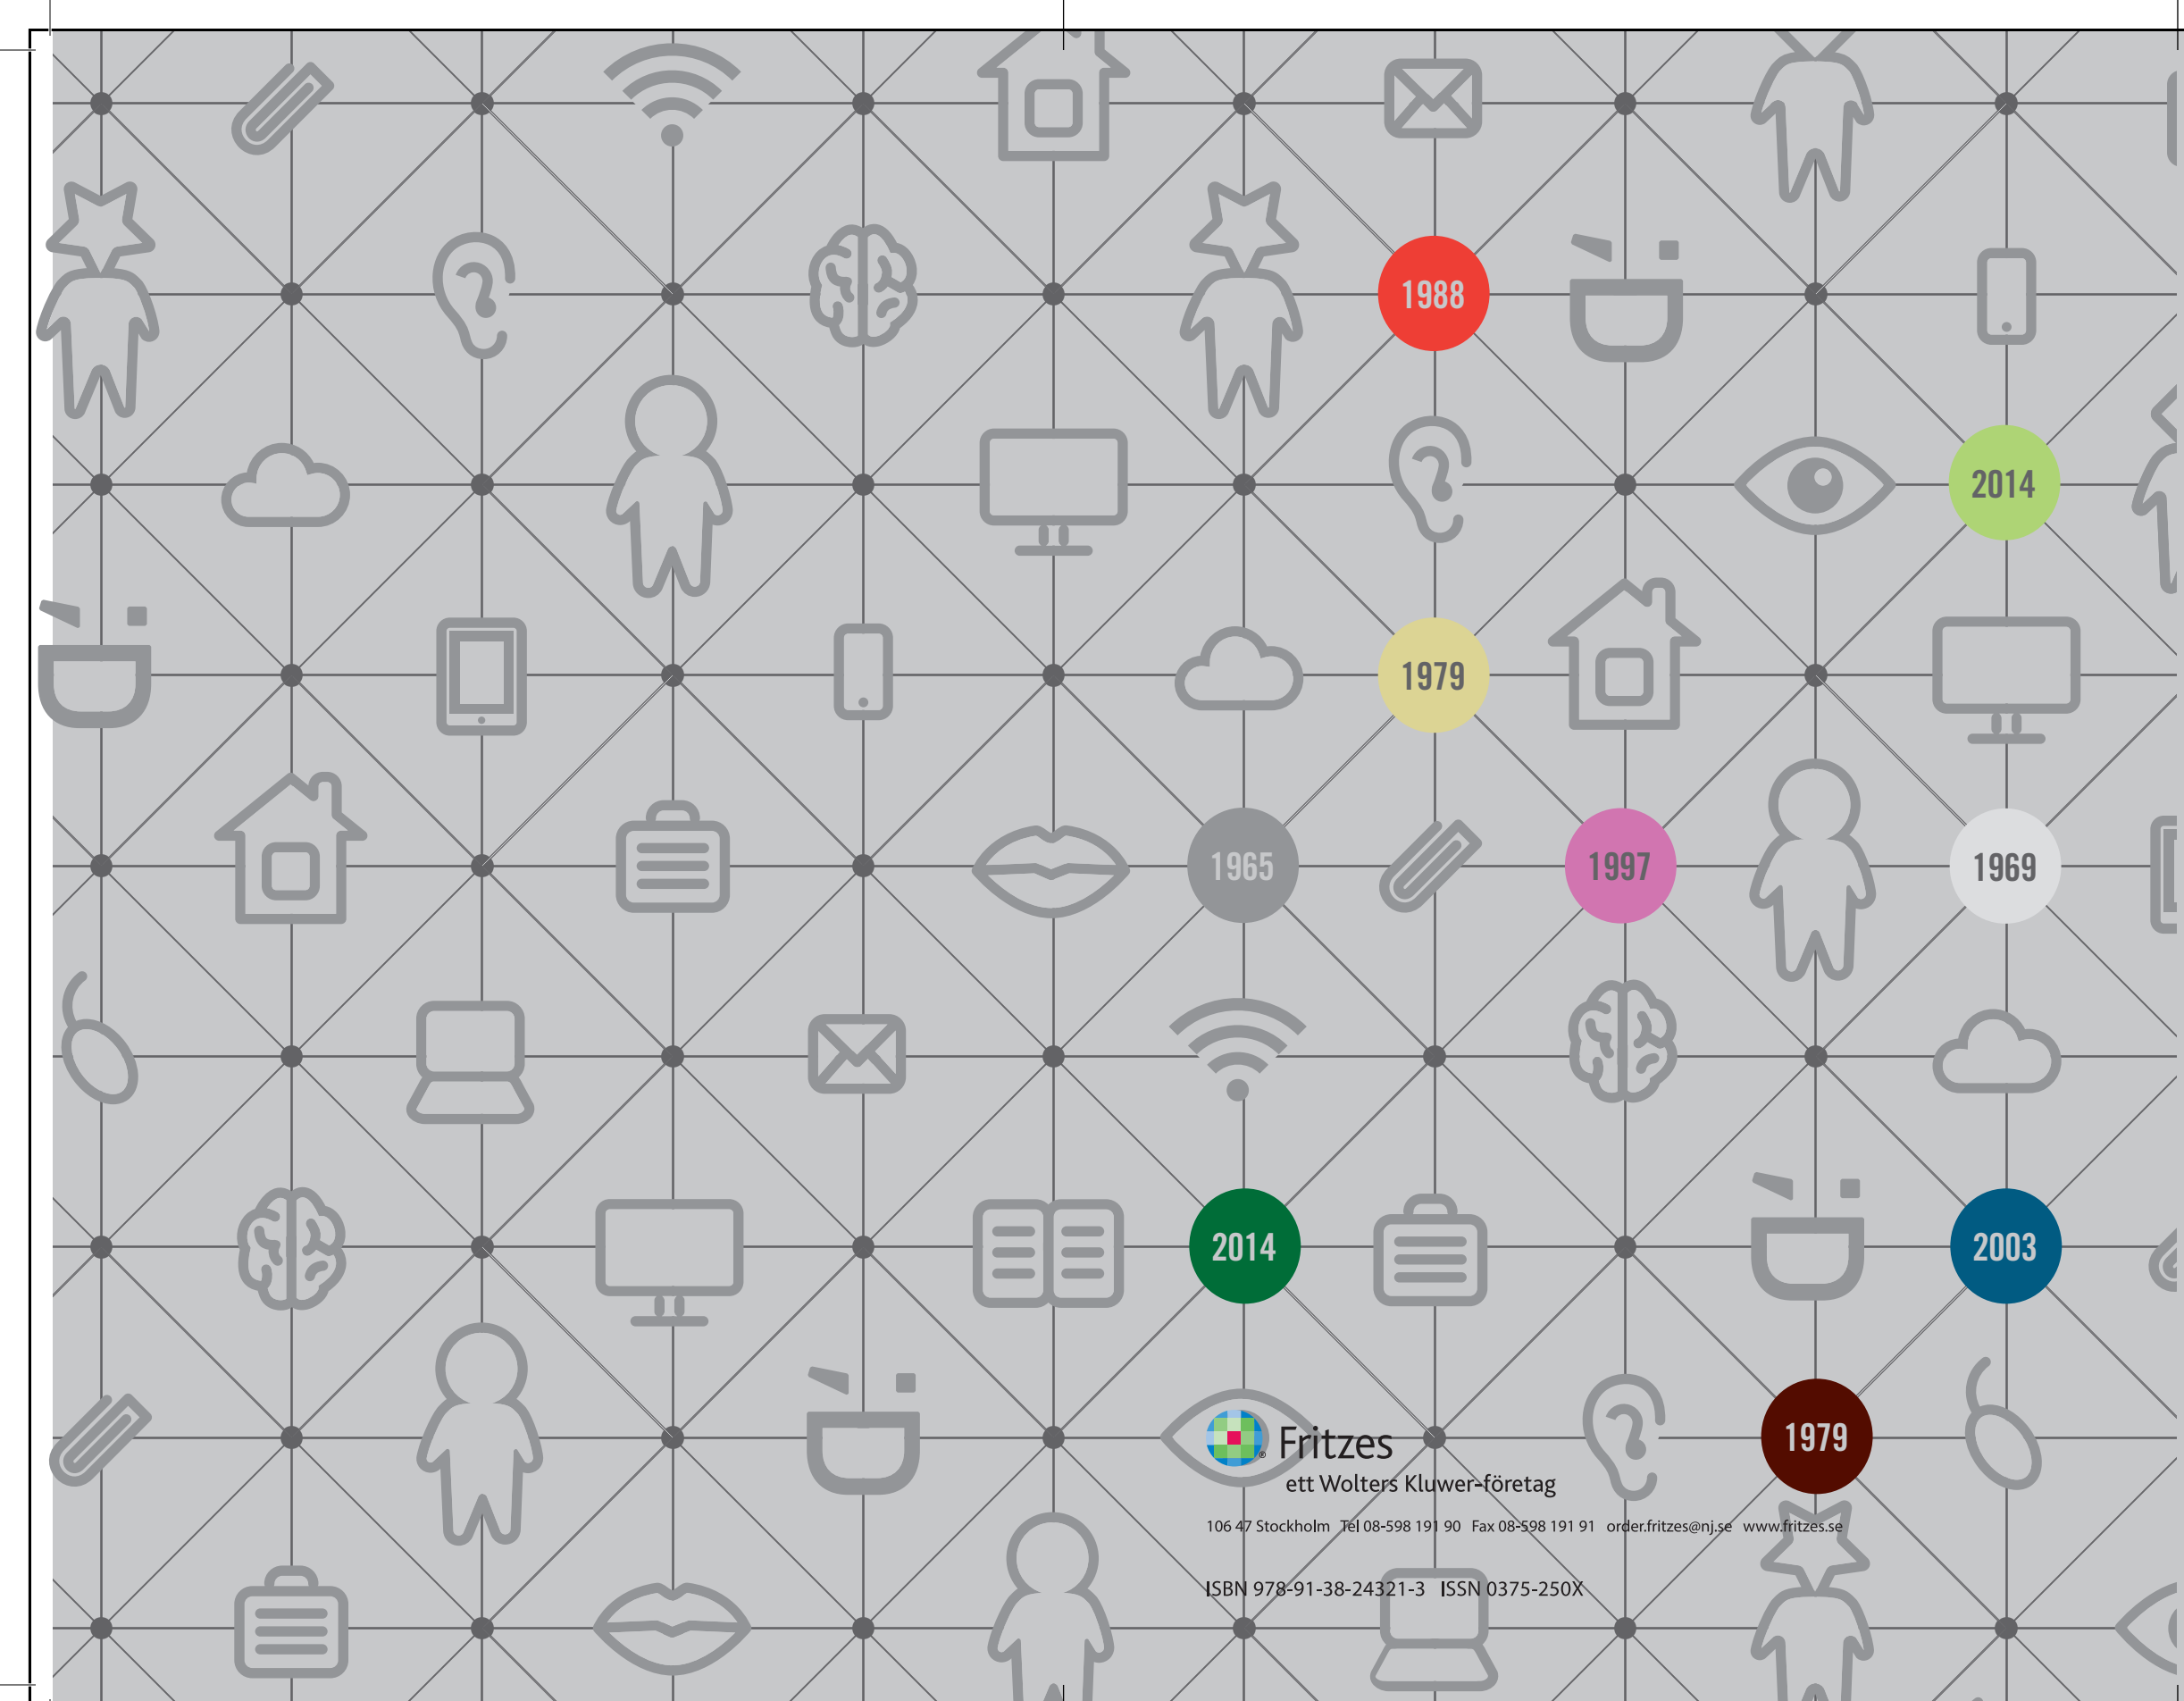 1988
2014
1979
1965
1997
1969
2014
2003
1979
Fritzes
ett Wolters Kluwer-företag
106 47 Stockholm Tel 08-598 191 90 Fax 08-598 191 91 order.fritzes@nj.se www.fritzes.se
ISBN 978-91-38-24321-3 ISSN 0375-250X